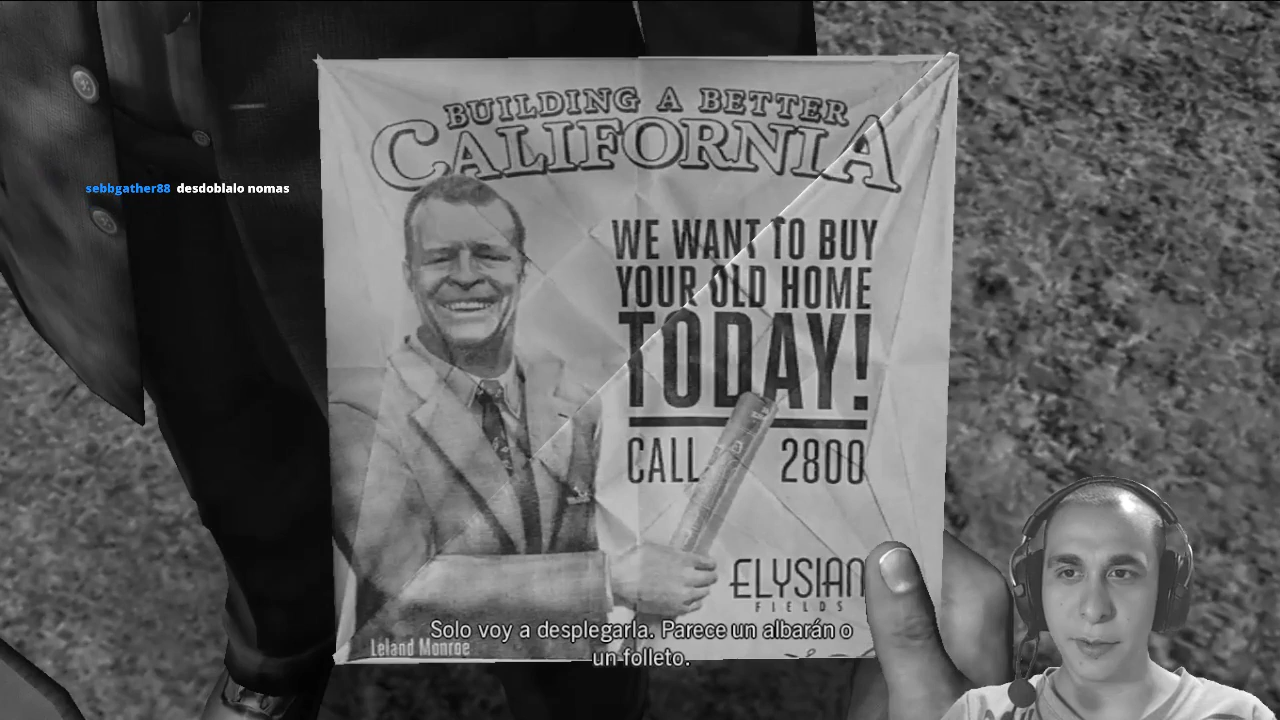 BUILDING A BETTER
CALIFORNIA
sebbgather88 desdoblalo nomas
WE WANT TO BUY
YOUR OLD HOME
TODAY!
CALL 2800
ELYSIAN
FIELDS
Leland Monroe
Solo voy a desplegarla. Parece un albarán o
un folleto.